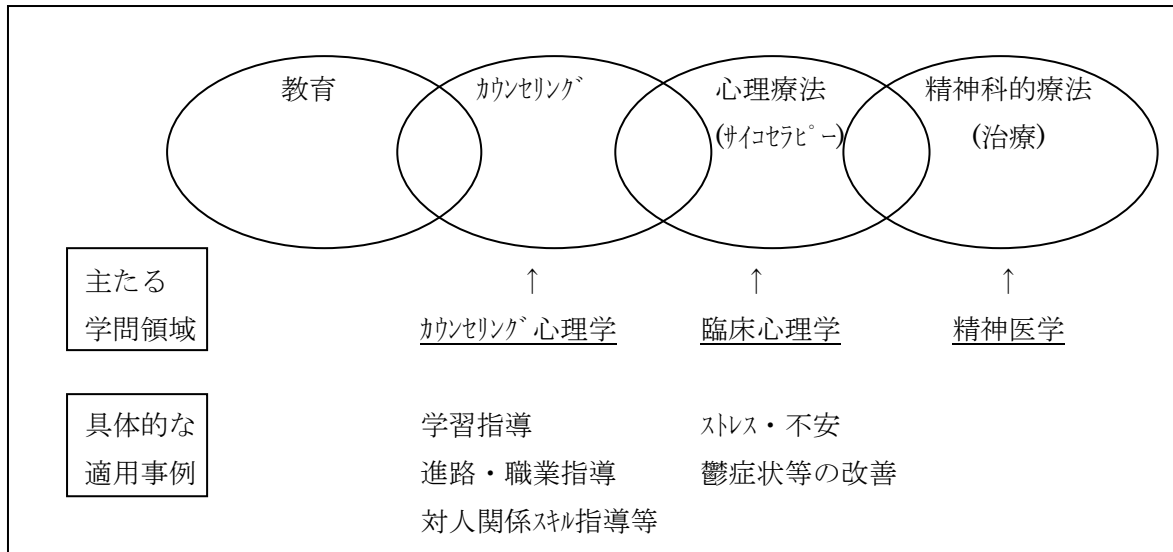 教育
ｶｳﾝｾﾘﾝｸﾞ
心理療法
(ｻｲｺｾﾗﾋﾟｰ)
精神科的療法
(治療)
主たる
学問領域
↑
↑
↑
ｶｳﾝｾﾘﾝｸﾞ心理学
臨床心理学
精神医学
具体的な
適用事例
学習指導
進路・職業指導
対人関係ｽｷﾙ指導等
ｽﾄﾚｽ・不安
鬱症状等の改善